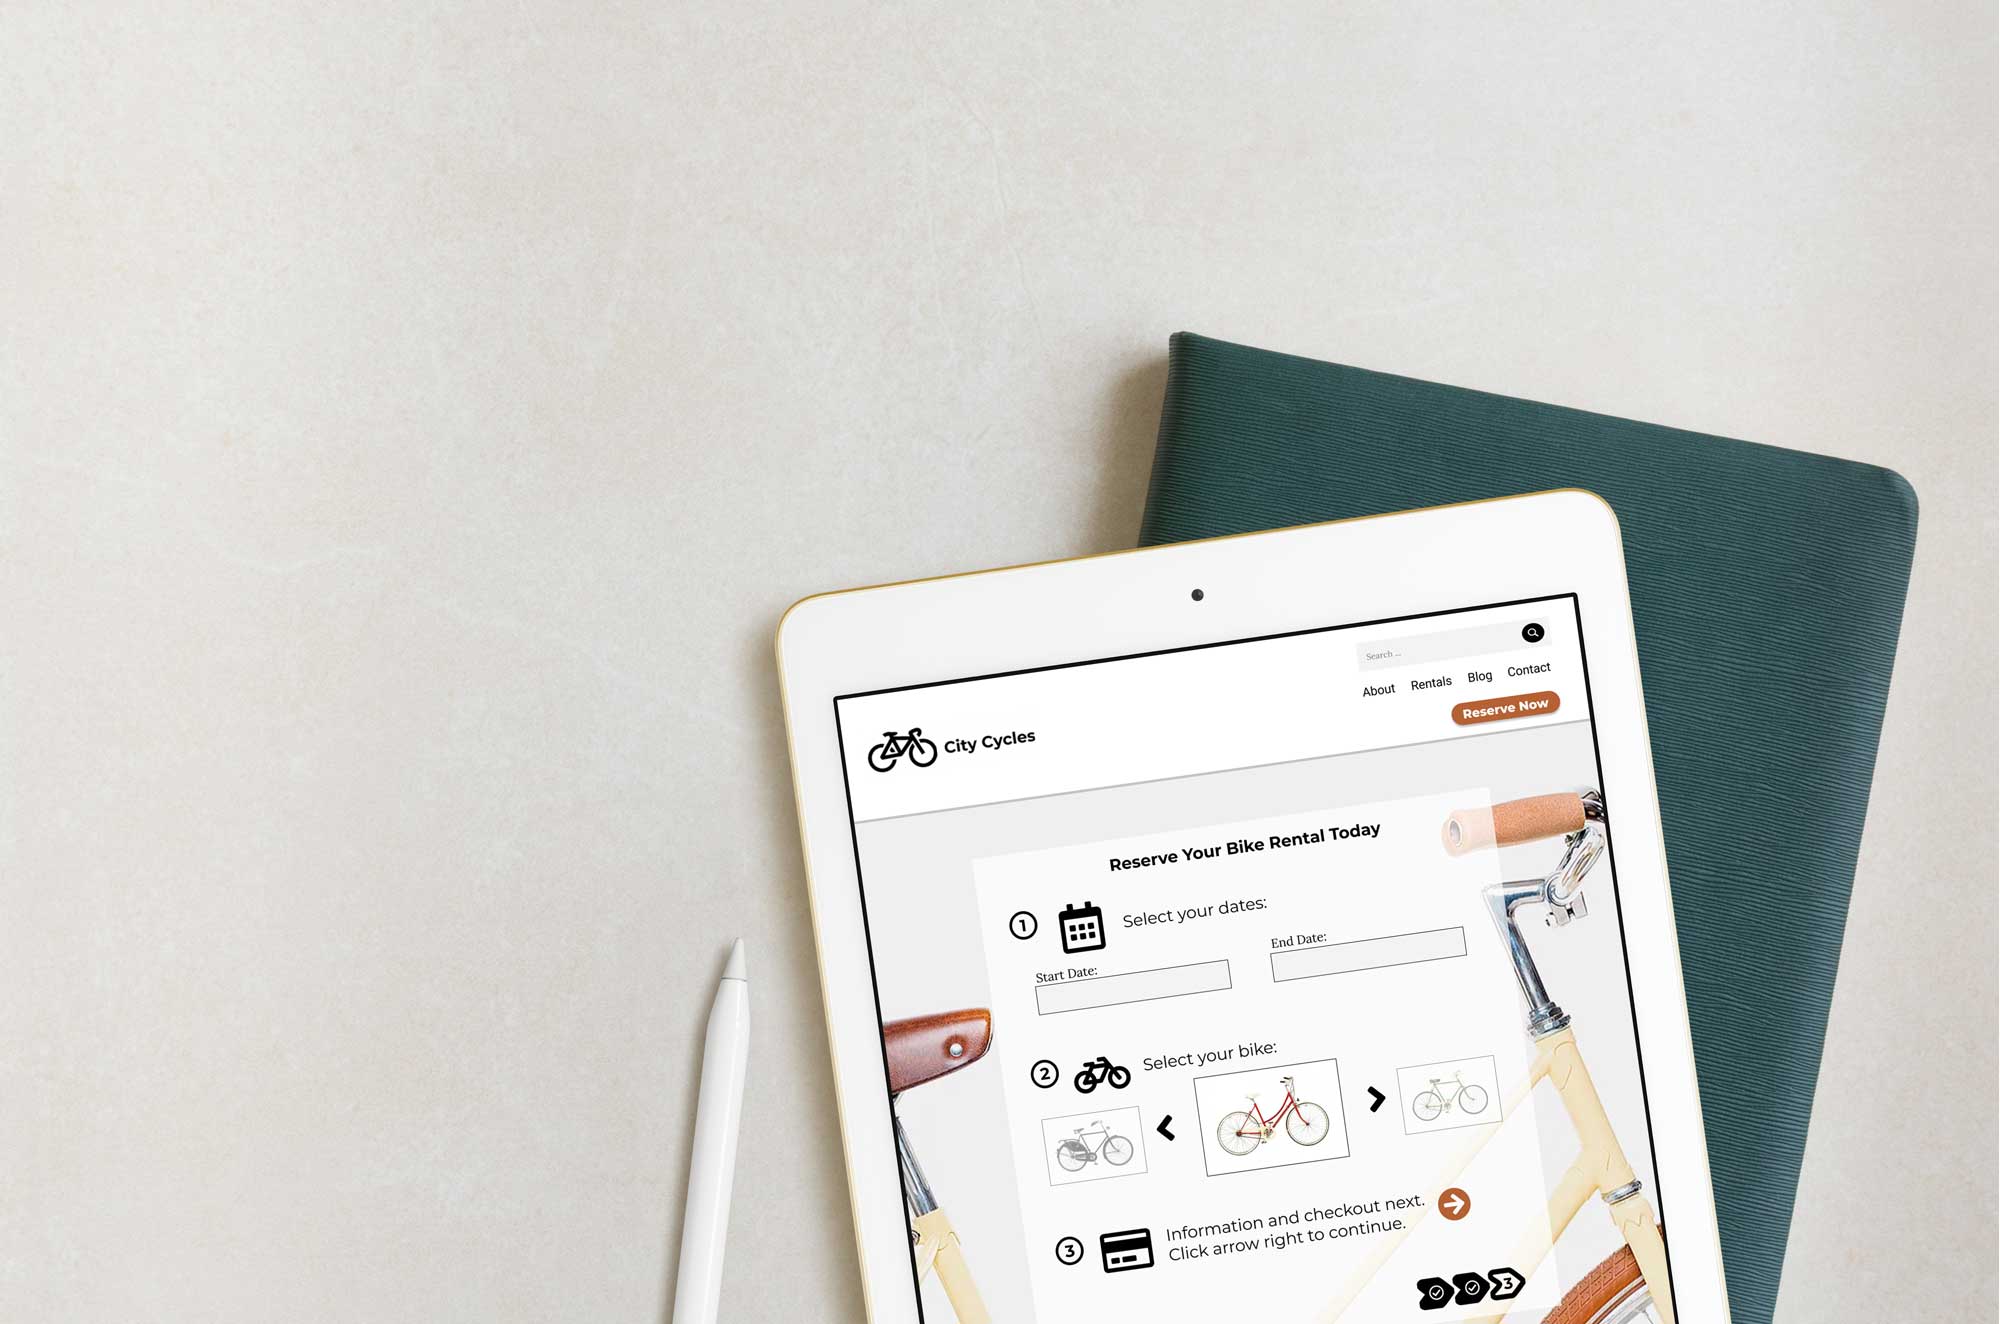 Search ...
About Rentals Blog Contact
Reserve Now
City Cycles
Reserve Your Bike Rental Today
1 Select your dates:
Start Date: End Date:
2 Select your bike:
3 Information and checkout next.
Click arrow right to continue.
3